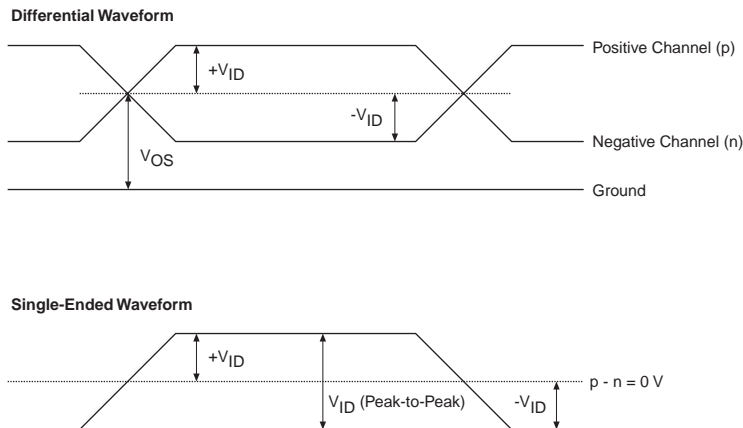 Differential Waveform
Positive Channel (p)
+VID
-VID
Negative Channel (n)
VOS
Ground
Single-Ended Waveform
+VID
p - n = 0 V
VID (Peak-to-Peak)
-VID